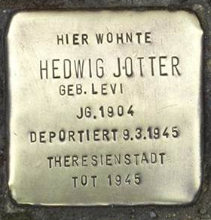 HIER WOHNTE
HEDWIG JOTTER
GEB. LEVI
JG. 1904
DEPORTIERT 9.3.1945
THERESIENSTADT
TOT 1945